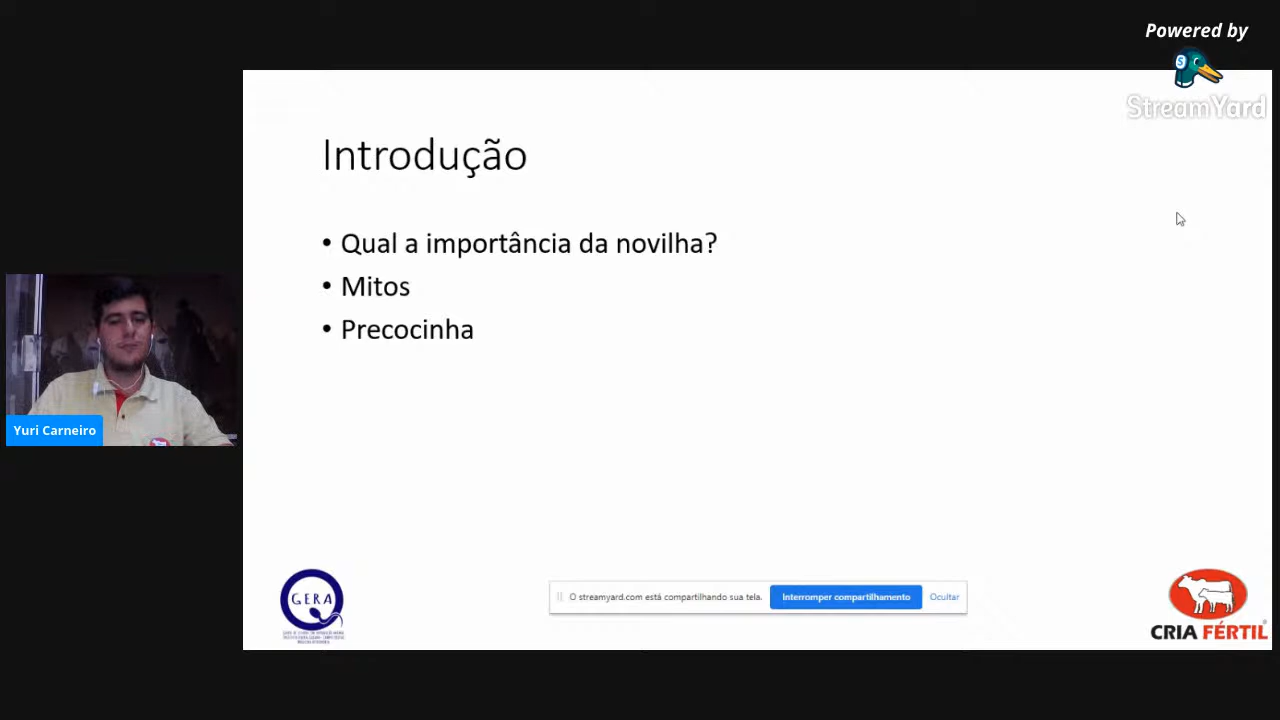 Powered by
StreamYard
Introdução
• Qual a importância da novilha?
• Mitos
• Precocinha
Yuri Carneiro
GERA
O streamyard.com está compartilhando sua tela.
Interromper compartilhamento
Ocultar
CRIA FÉRTIL